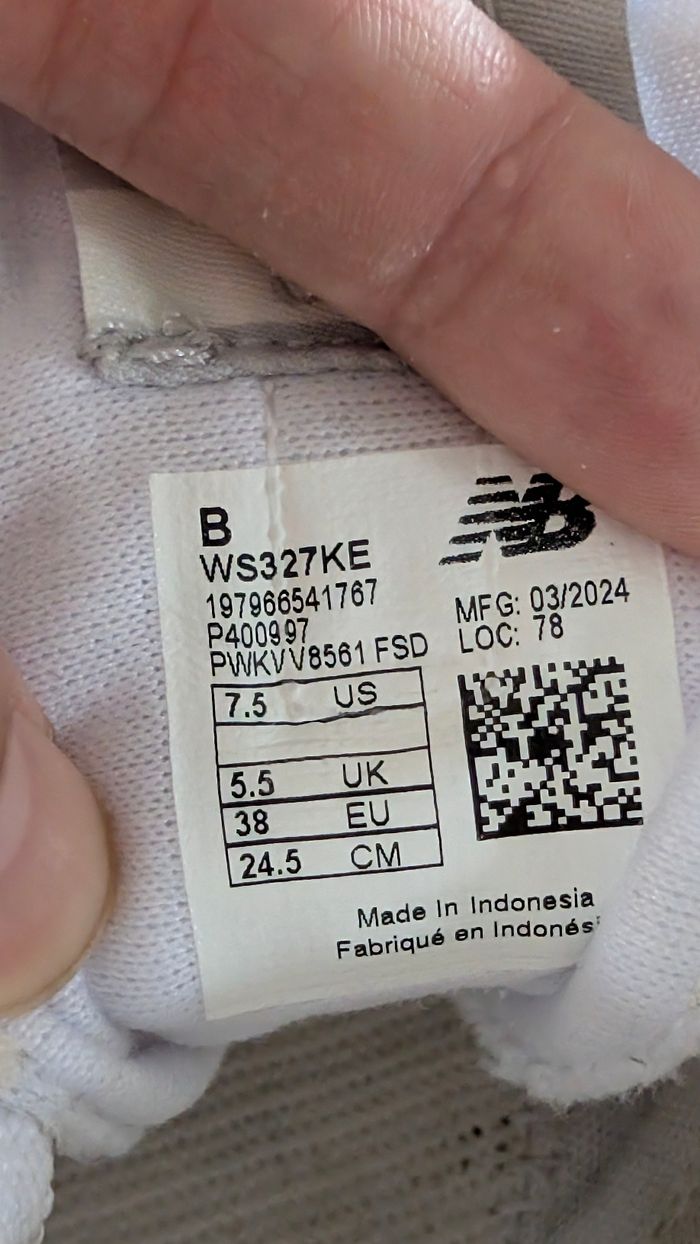 B
NB
WS327KE
197966541767
P400997
PWKVV8561 FSD
MFG: 03/2024
LOC: 78
7.5 US
5.5 UK
38 EU
24.5 CM
Made In Indonesia
Fabriqué en